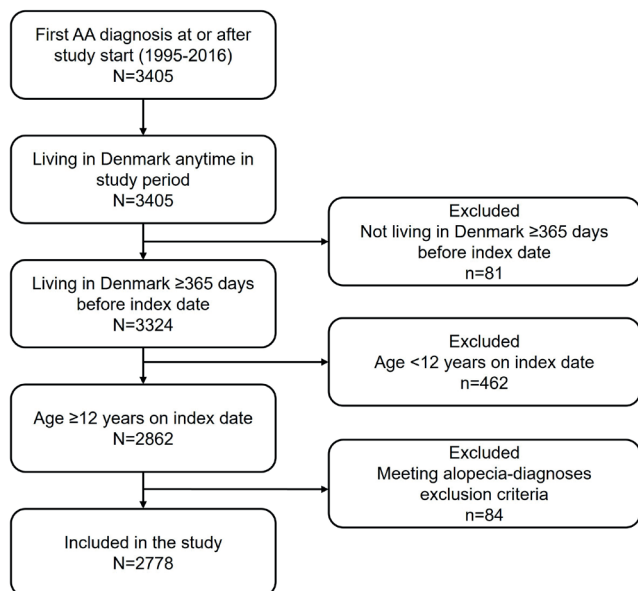 First AA diagnosis at or after
study start (1995-2016)
N=3405
Living in Denmark anytime in
study period
N=3405
Excluded
Not living in Denmark ≥365 days
before index date
n=81
Living in Denmark ≥365 days
before index date
N=3324
Excluded
Age <12 years on index date
n=462
Age ≥12 years on index date
N=2862
Excluded
Meeting alopecia-diagnoses
exclusion criteria
n=84
Included in the study
N=2778